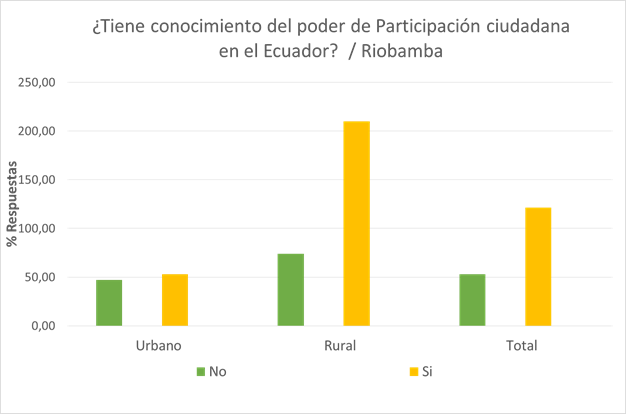 ¿Tiene conocimiento del poder de Participación ciudadana
en el Ecuador?  / Riobamba
% Respuestas
250,00
200,00
150,00
100,00
50,00
0,00
Urbano Rural Total
No Si